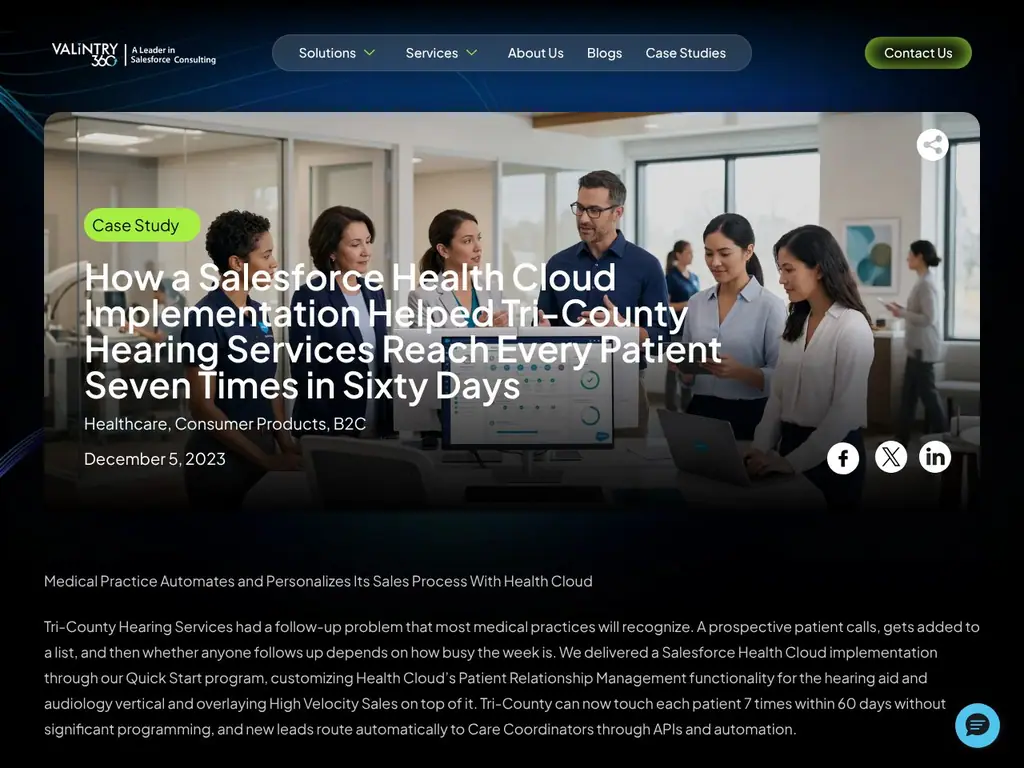 VALiNTRY
360
A Leader in
Salesforce Consulting
Solutions
Services
About Us
Blogs
Case Studies
Contact Us
Case Study
How a Salesforce Health Cloud
Implementation Helped Tri-County
Hearing Services Reach Every Patient
Seven Times in Sixty Days
Healthcare, Consumer Products, B2C
December 5, 2023
Medical Practice Automates and Personalizes Its Sales Process With Health Cloud
Tri-County Hearing Services had a follow-up problem that most medical practices will recognize. A prospective patient calls, gets added to
a list, and then whether anyone follows up depends on how busy the week is. We delivered a Salesforce Health Cloud implementation
through our Quick Start program, customizing Health Cloud's Patient Relationship Management functionality for the hearing aid and
audiology vertical and overlaying High Velocity Sales on top of it. Tri-County can now touch each patient 7 times within 60 days without
significant programming, and new leads route automatically to Care Coordinators through APIs and automation.